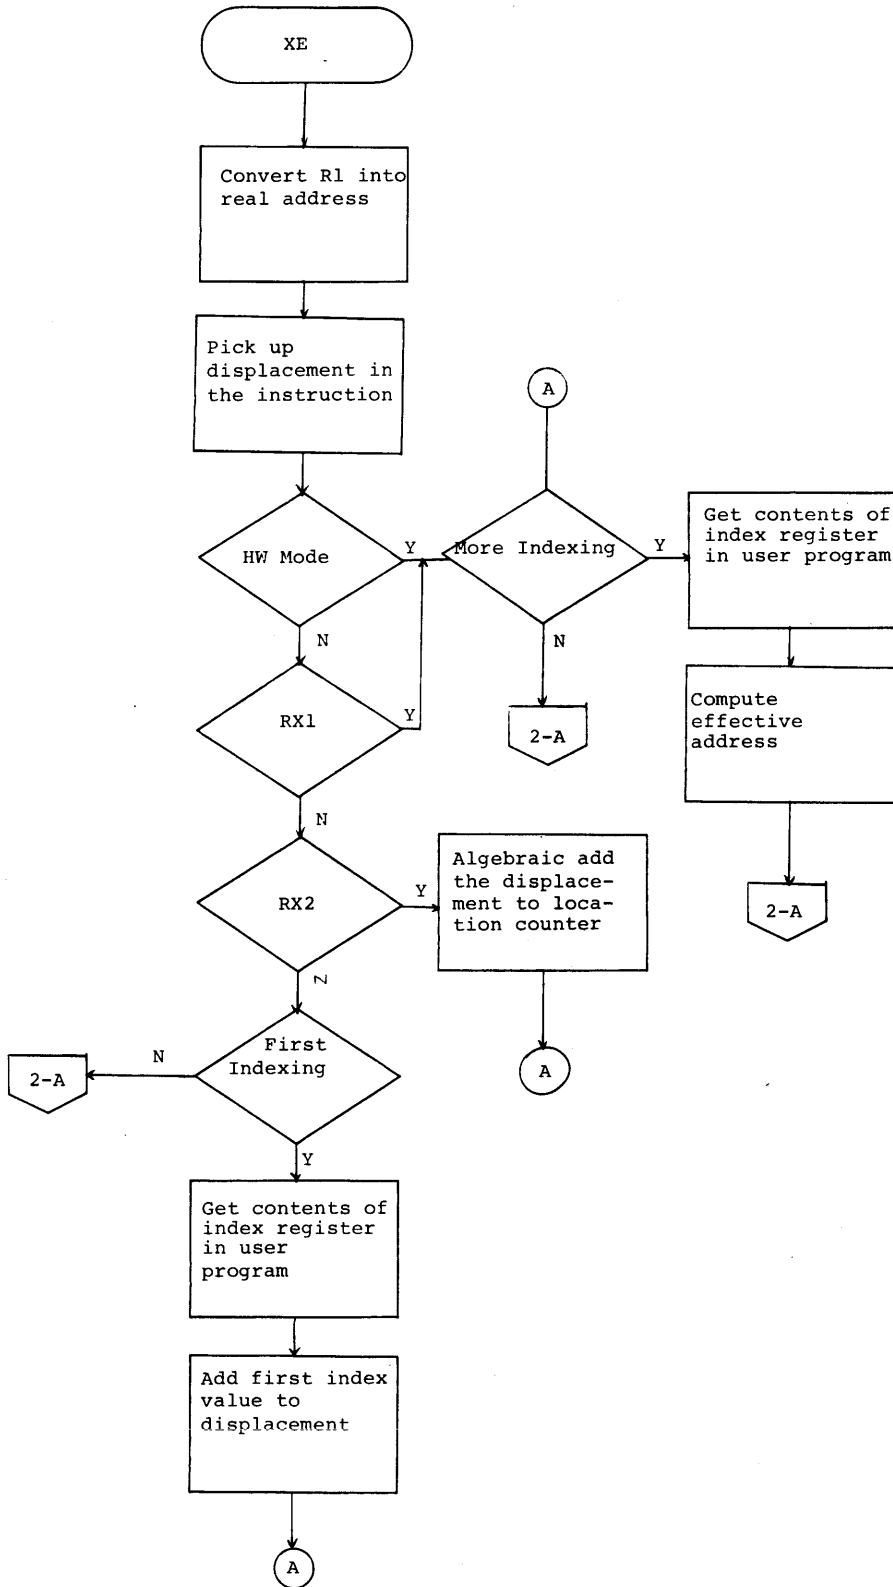 XE
Convert R1 into
real address
Pick up
displacement in
the instruction
A
HW Mode
Y
More Indexing
Y
Get contents of
index register
in user program
N
N
RX1
Y
2-A
Compute
effective
address
N
RX2
Y
Algebraic add
the displace-
ment to loca-
tion counter
2-A
N
First
Indexing
N
2-A
A
Y
Get contents of
index register
in user
program
Add first index
value to
displacement
A